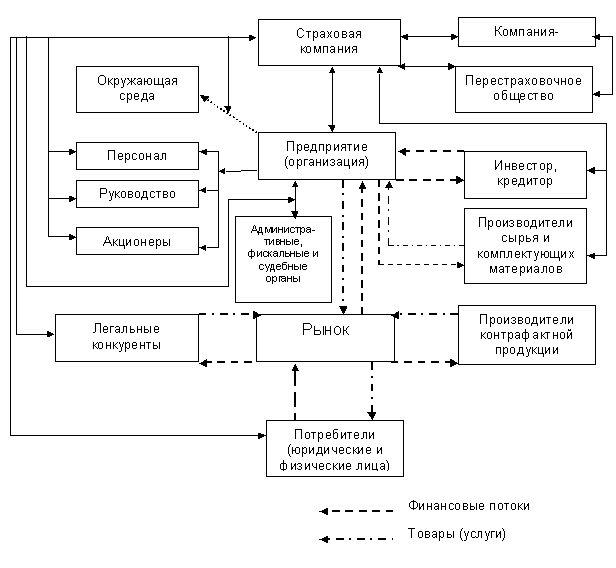 Страховая
компания
Компания-
Окружающая
среда
Перестраховочное
общество
Предприятие
(организация)
Персонал
Руководство
Акционеры
Инвестор,
кредитор
Административ-
тивные,
фискальные и
судебные
органы
Производители
сырья и
комплектующих
материалов
Легальные
конкуренты
Рынок
Производители
контрафактной
продукции
Потребители
(юридические и
физические лица)
Финансовые потоки
Товары (услуги)